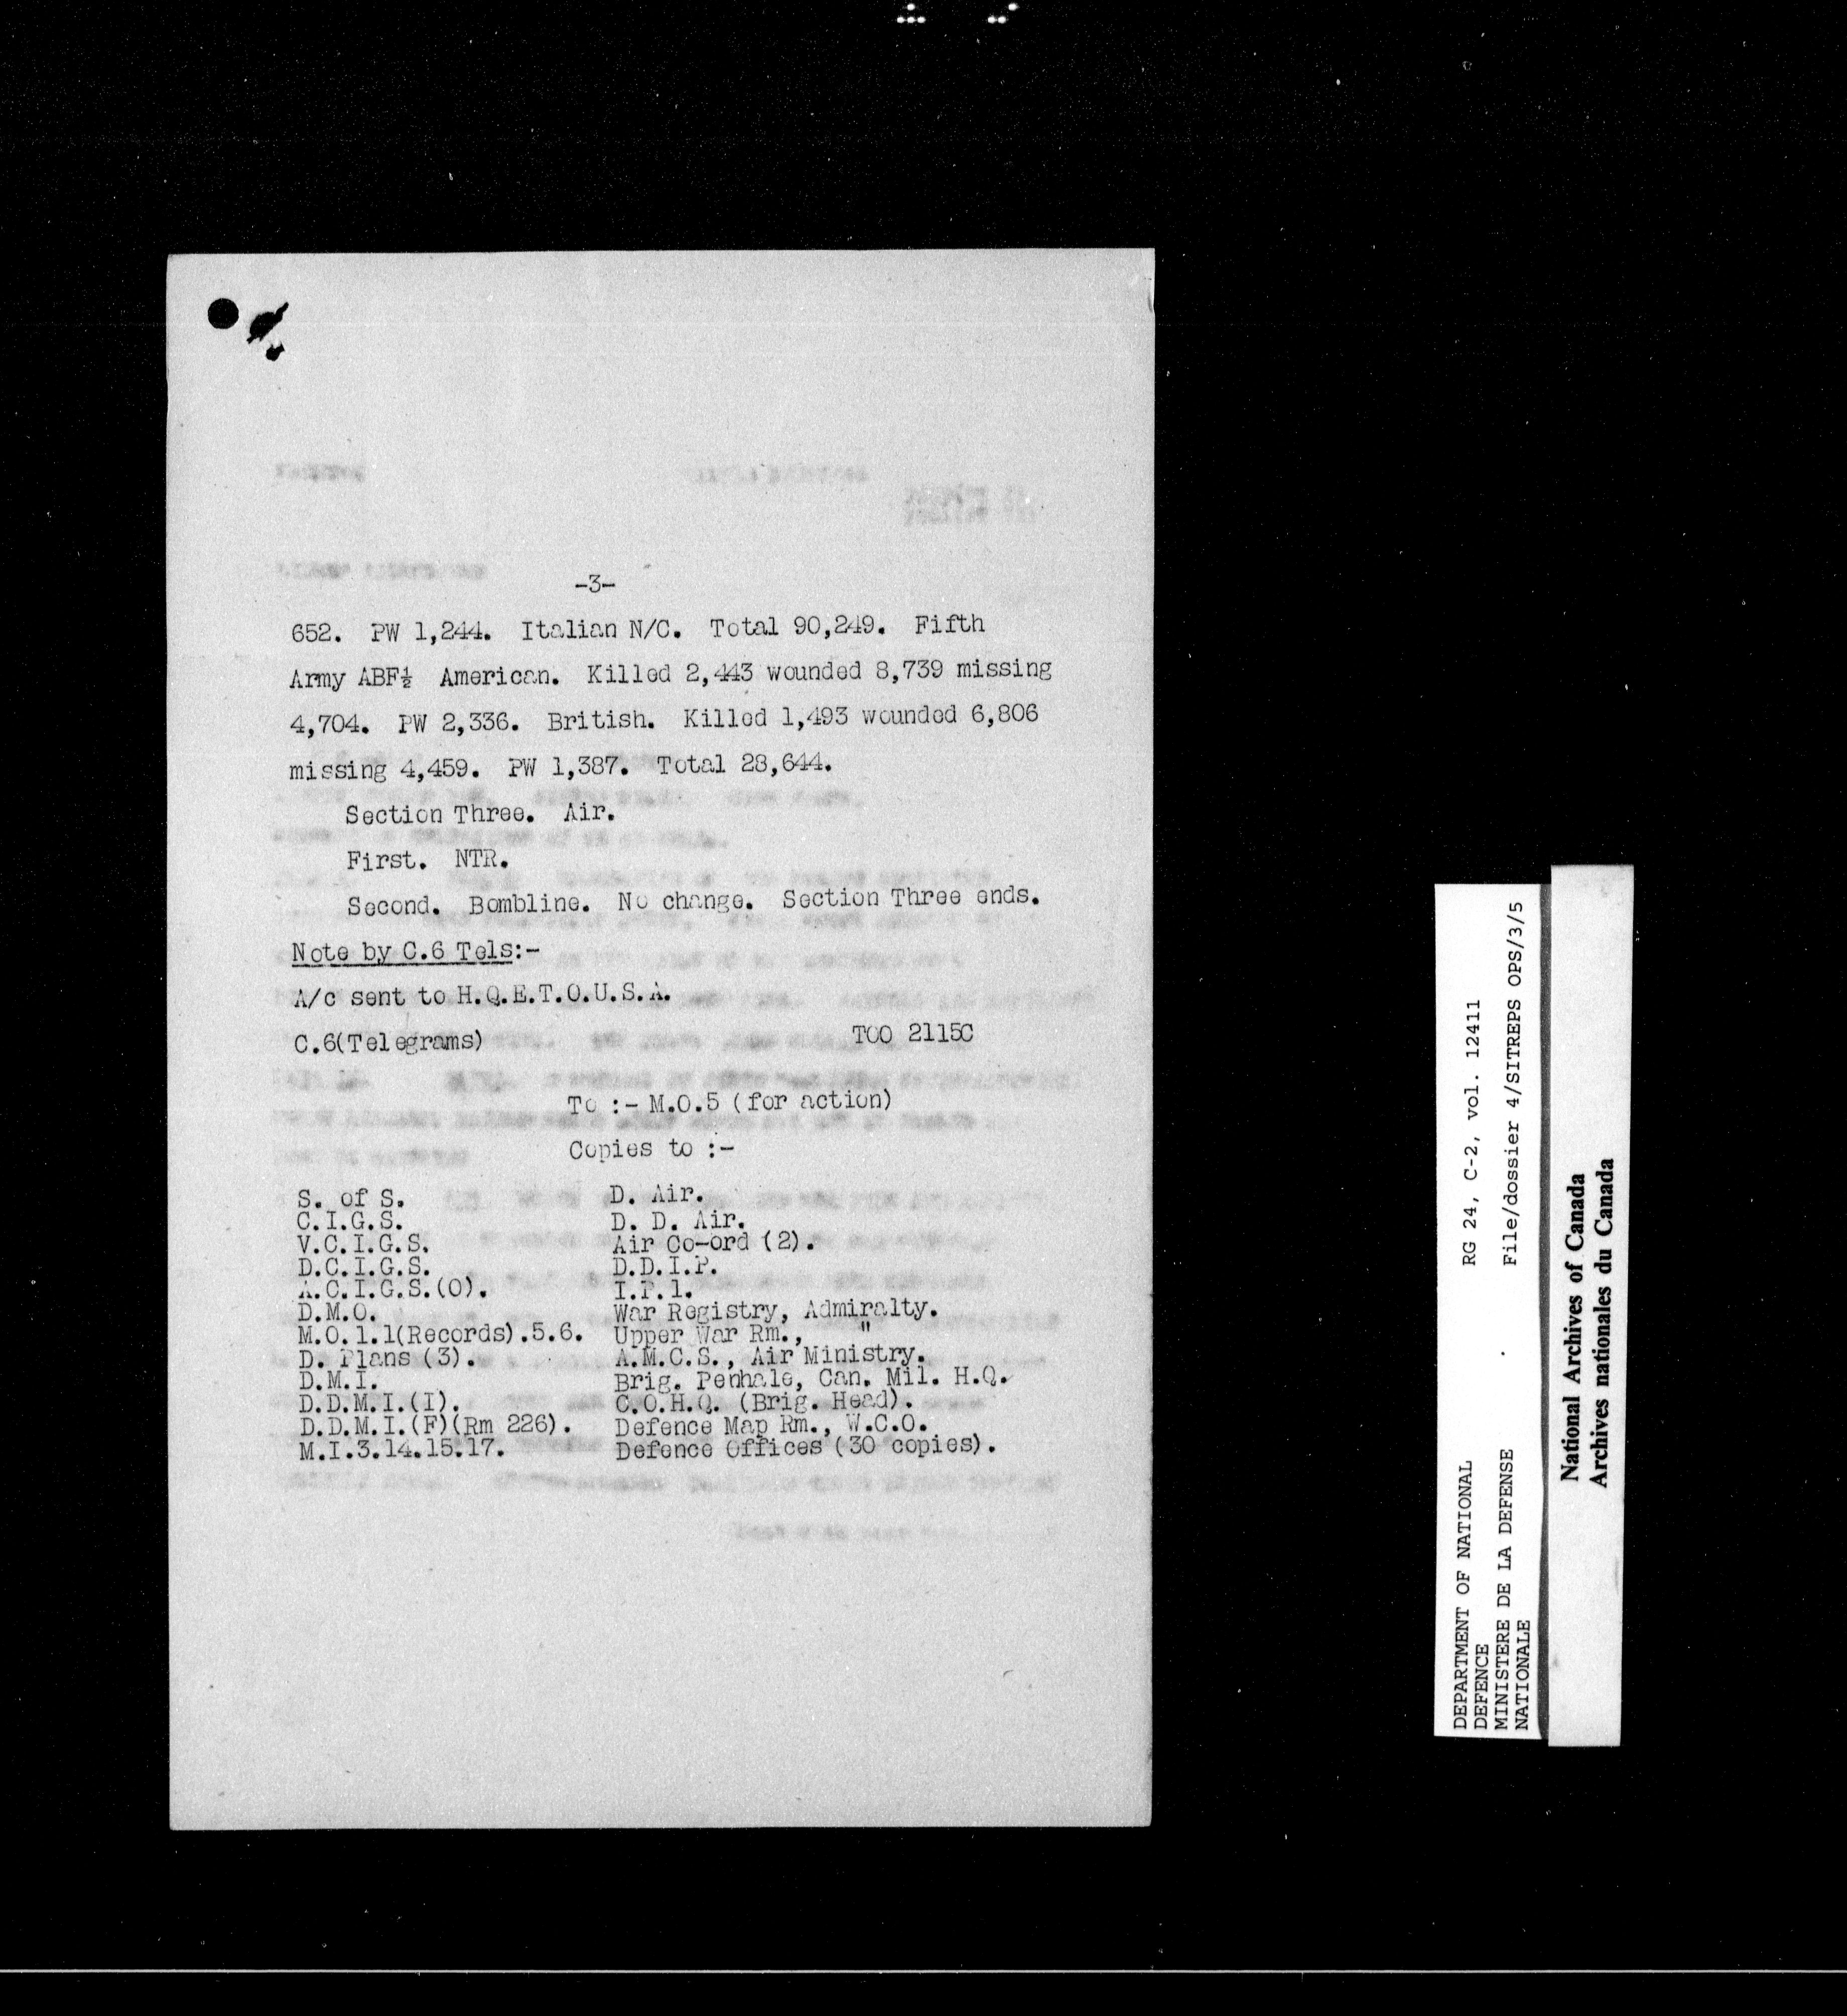 -3-
652. PW 1,244. Italian N/C. Total 90,249. Fifth
Army ABF½ American. Killed 2,443 wounded 8,739 missing
4,704. PW 2,336. British. Killed 1,493 wounded 6,806
missing 4,459. PW 1,387. Total 28,644.
Section Three. Air.
First. NTR.
Second. Bombline. No change. Section Three ends.
Note by C.6 Tels:-
A/c sent to H.Q.E.T.O.U.S.A.
C.6(Telegrams) TOO 2115C
To :- M.O.5 (for action)
Copies to :-
S. of S.
C.I.G.S.
V.C.I.G.S.
D.C.I.G.S.
A.C.I.G.S.(O).
D.M.O.
M.O.1.1(Records).5.6.
D. Plans (3).
D.M.I.
D.D.M.I.(I).
D.D.M.I.(F)(Rm 226).
M.I.3.14.15.17.
D. Air.
D. D. Air.
Air Co-ord (2).
D.D.I.P.
I.P.1.
War Registry, Admiralty.
Upper War Rm., "
A.M.C.S., Air Ministry.
Brig. Penhale, Can. Mil. H.Q.
C.O.H.Q. (Brig. Head).
Defence Map Rm., W.C.O.
Defence Offices (30 copies).
DEPARTMENT OF NATIONAL RG 24, C-2, vol. 12411
DEFENCE
MINISTERE DE LA DEFENSE File/dossier 4/SITREPS OPS/3/5
NATIONALE
National Archives of Canada
Archives nationales du Canada